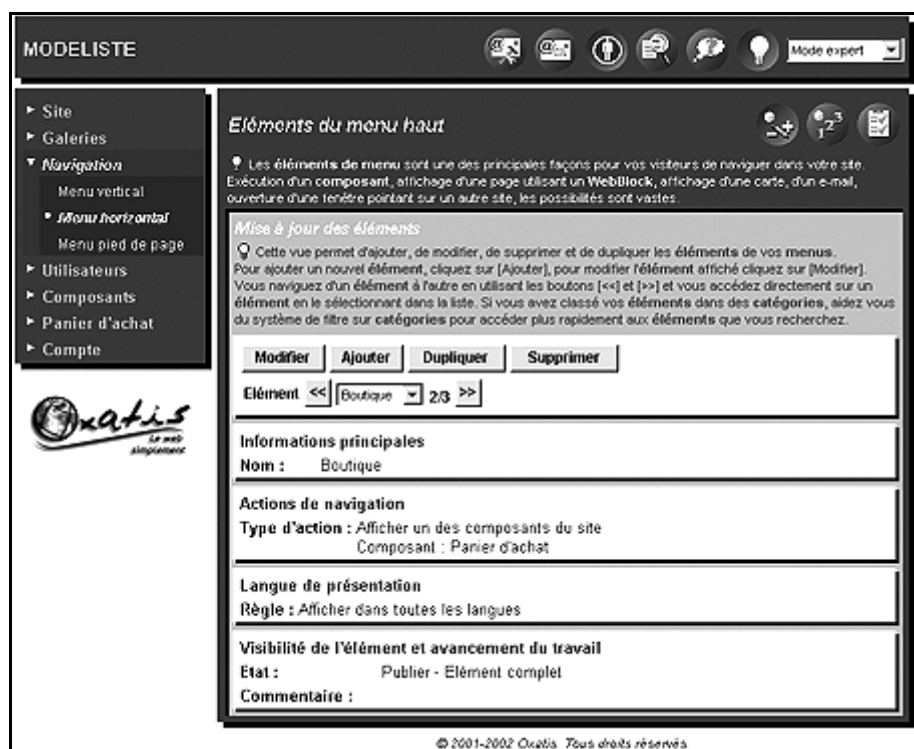 MODELISTE
Mode expert
Site
Galeries
Navigation
Menu vertical
Menu horizontal
Menu pied de page
Utilisateurs
Composants
Panier d'achat
Compte
Oxatis
Le web
simplement
Eléments du menu haut
Les éléments de menu sont une des principales façons pour vos visiteurs de naviguer dans votre site.
Exécution d'un composant, affichage d'une page utilisant un WebBlock, affichage d'une carte, d'un e-mail,
ouverture d'une fenêtre pointant sur un autre site, les possibilités sont vastes.
Mise à jour des éléments
Cette vue permet d'ajouter, de modifier, de supprimer et de dupliquer les éléments de vos menus.
Pour ajouter un nouvel élément, cliquez sur [Ajouter], pour modifier l'élément affiché cliquez sur [Modifier].
Vous naviguez d'un élément à l'autre en utilisant les boutons [<<] et [>>] et vous accédez directement sur un
élément en le sélectionnant dans la liste. Si vous avez classé vos éléments dans des catégories, aidez vous
du système de filtre sur catégories pour accéder plus rapidement aux éléments que vous recherchez.
Modifier Ajouter Dupliquer Supprimer
Elément << Boutique 2/3 >>
Informations principales
Nom : Boutique
Actions de navigation
Type d'action : Afficher un des composants du site
Composant : Panier d'achat
Langue de présentation
Règle : Afficher dans toutes les langues
Visibilité de l'élément et avancement du travail
Etat : Publier - Elément complet
Commentaire :
© 2001-2002 Oxatis. Tous droits réservés.